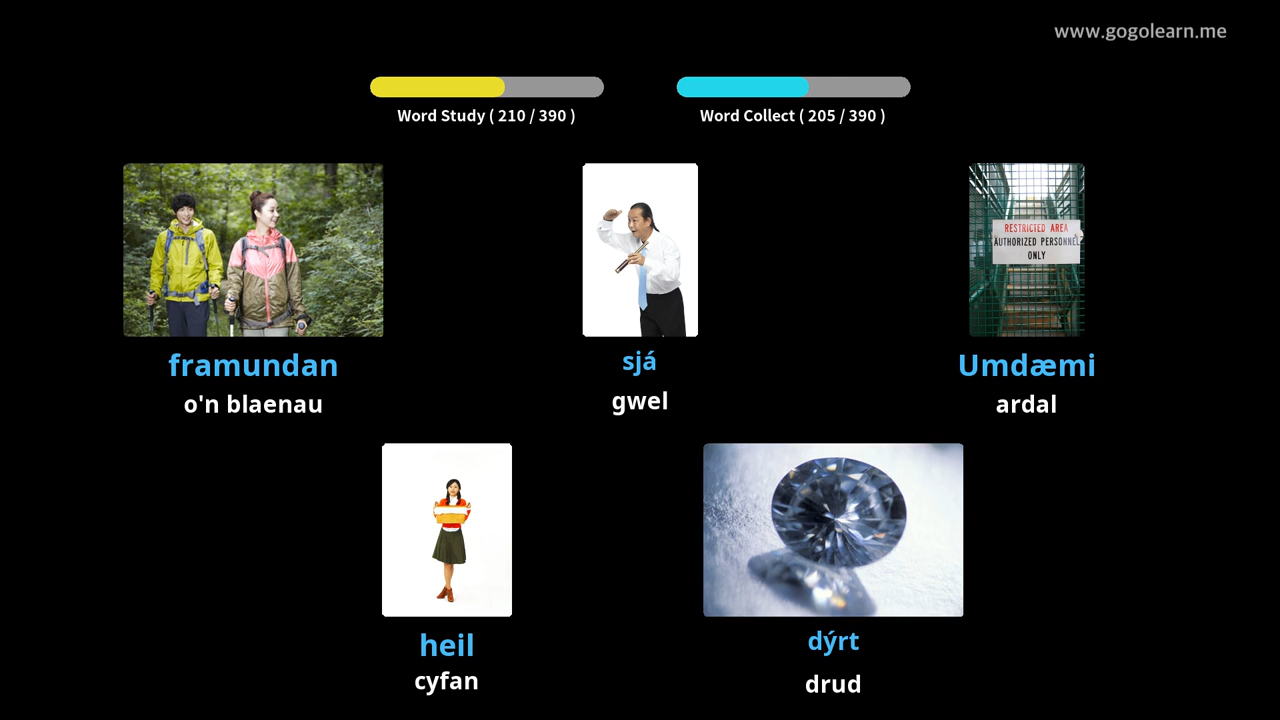 www.gogolearn.me
Word Study ( 210 / 390 )
Word Collect ( 205 / 390 )
RESTRICTED AREA
AUTHORIZED PERSONNEL
ONLY
framundan
o'n blaenau
sjá
gwel
Umdæmi
ardal
heil
cyfan
dýrt
drud